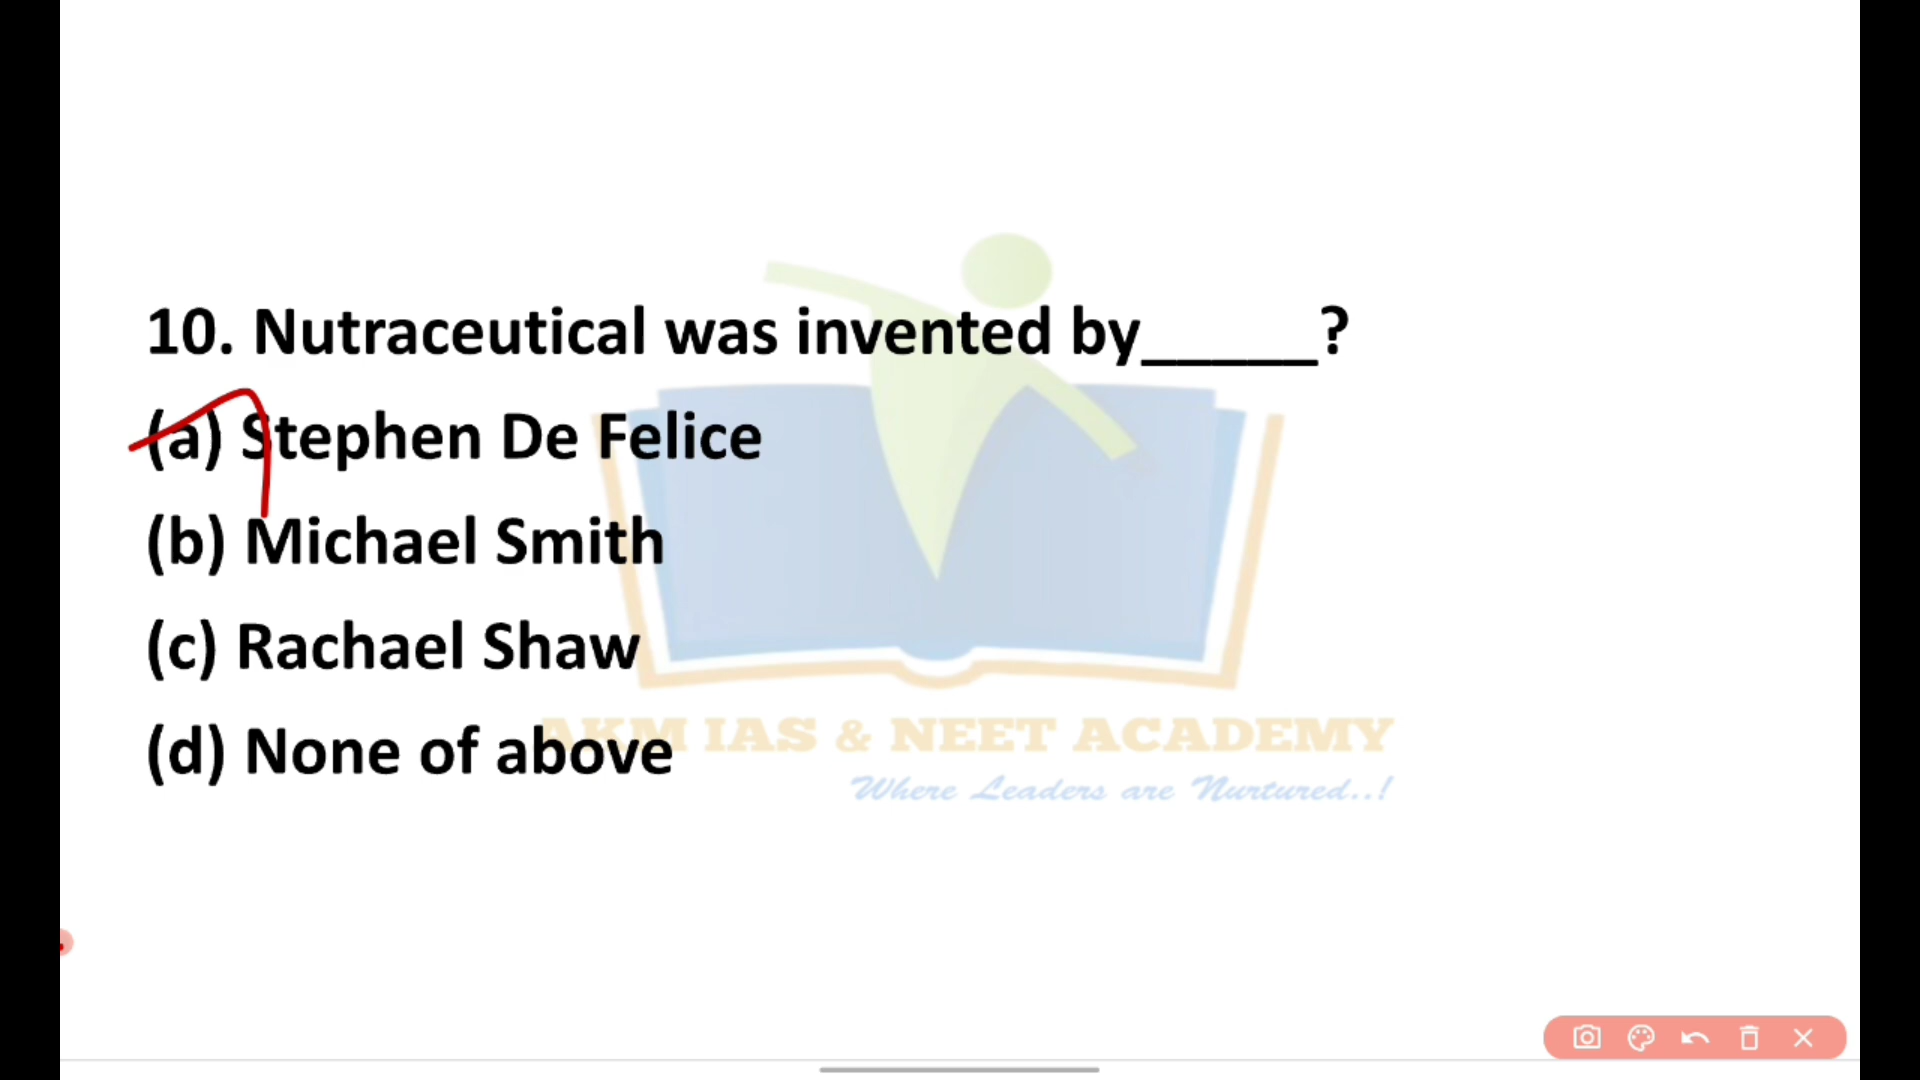 10. Nutraceutical was invented by_____?
(a) Stephen De Felice
(b) Michael Smith
(c) Rachael Shaw
(d) None of above
AKM IAS & NEET ACADEMY
Where Leaders are Nurtured..!